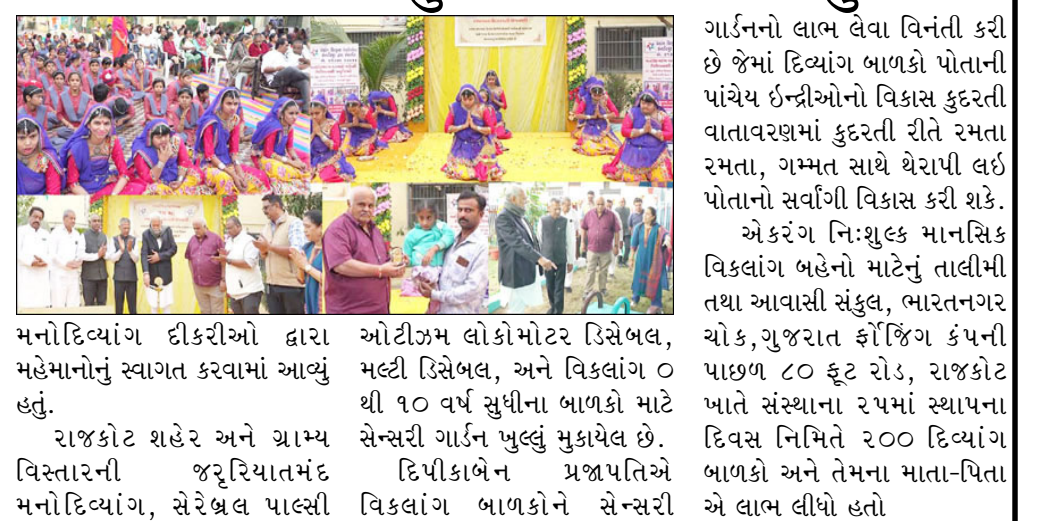 મનોદિવ્યાંગ દીકરીઓ દ્વારા
મહેમાનોનું સ્વાગત કરવામાં આવ્યું
હતું.
રાજકોટ શહેર અને ગ્રામ્ય
વિસ્તારની જરૂરિયાતમંદ
મનોદિવ્યાંગ, સેરેબ્રલ પાલ્સી
ઓટીઝમ લોકોમોટર ડિસેબલ,
મલ્ટી ડિસેબલ, અને વિકલાંગ ૦
થી ૧૦ વર્ષ સુધીના બાળકો માટે
સેન્સરી ગાર્ડન ખુલ્લું મુકાયેલ છે.
દિપીકાબેન પ્રજાપતિએ
વિકલાંગ બાળકોને સેન્સરી
ગાર્ડનનો લાભ લેવા વિનંતી કરી
છે જેમાં દિવ્યાંગ બાળકો પોતાની
પાંચેય ઇન્દ્રીઓનો વિકાસ કુદરતી
વાતાવરણમાં કુદરતી રીતે રમતા
રમતા, ગમ્મત સાથે થેરાપી લઇ
પોતાનો સર્વાંગી વિકાસ કરી શકે.
એકરંગ નિઃશુલ્ક માનસિક
વિકલાંગ બહેનો માટેનું તાલીમી
તથા આવાસી સંકુલ, ભારતનગર
ચોક,ગુજરાત ફોર્જિંગ કંપની
પાછળ ૮૦ ફૂટ રોડ, રાજકોટ
ખાતે સંસ્થાના ૨૫માં સ્થાપના
દિવસ નિમિતે ૨૦૦ દિવ્યાંગ
બાળકો અને તેમના માતા-પિતા
એ લાભ લીધો હતો